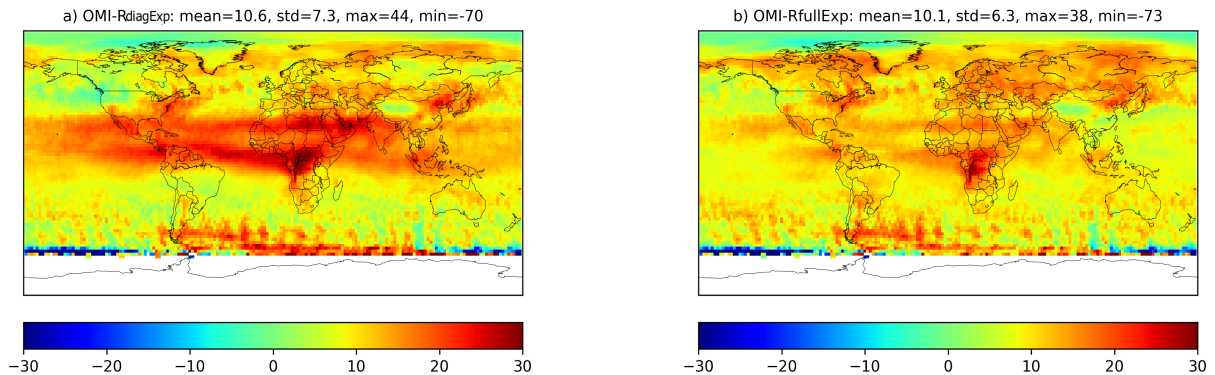 a) OMI-RdiagExp: mean=10.6, std=7.3, max=44, min=-70
b) OMI-RfullExp: mean=10.1, std=6.3, max=38, min=-73
−30 −20 −10 0 10 20 30
−30 −20 −10 0 10 20 30